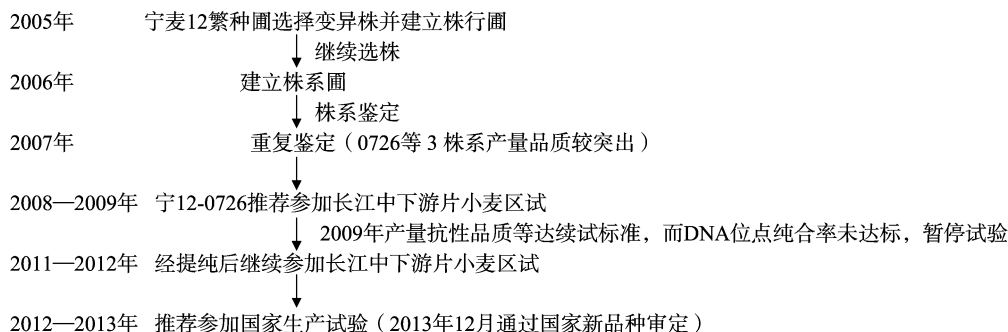 2005年 宁麦12繁种圃选择变异株并建立株行圃
继续选株
2006年 建立株系圃
株系鉴定
2007年 重复鉴定（0726等 3 株系产量品质较突出）
2008—2009年 宁12-0726推荐参加长江中下游片小麦区试
2009年产量抗性品质等达续试标准，而DNA位点纯合率未达标，暂停试验
2011—2012年 经提纯后继续参加长江中下游片小麦区试
2012—2013年 推荐参加国家生产试验（2013年12月通过国家新品种审定）